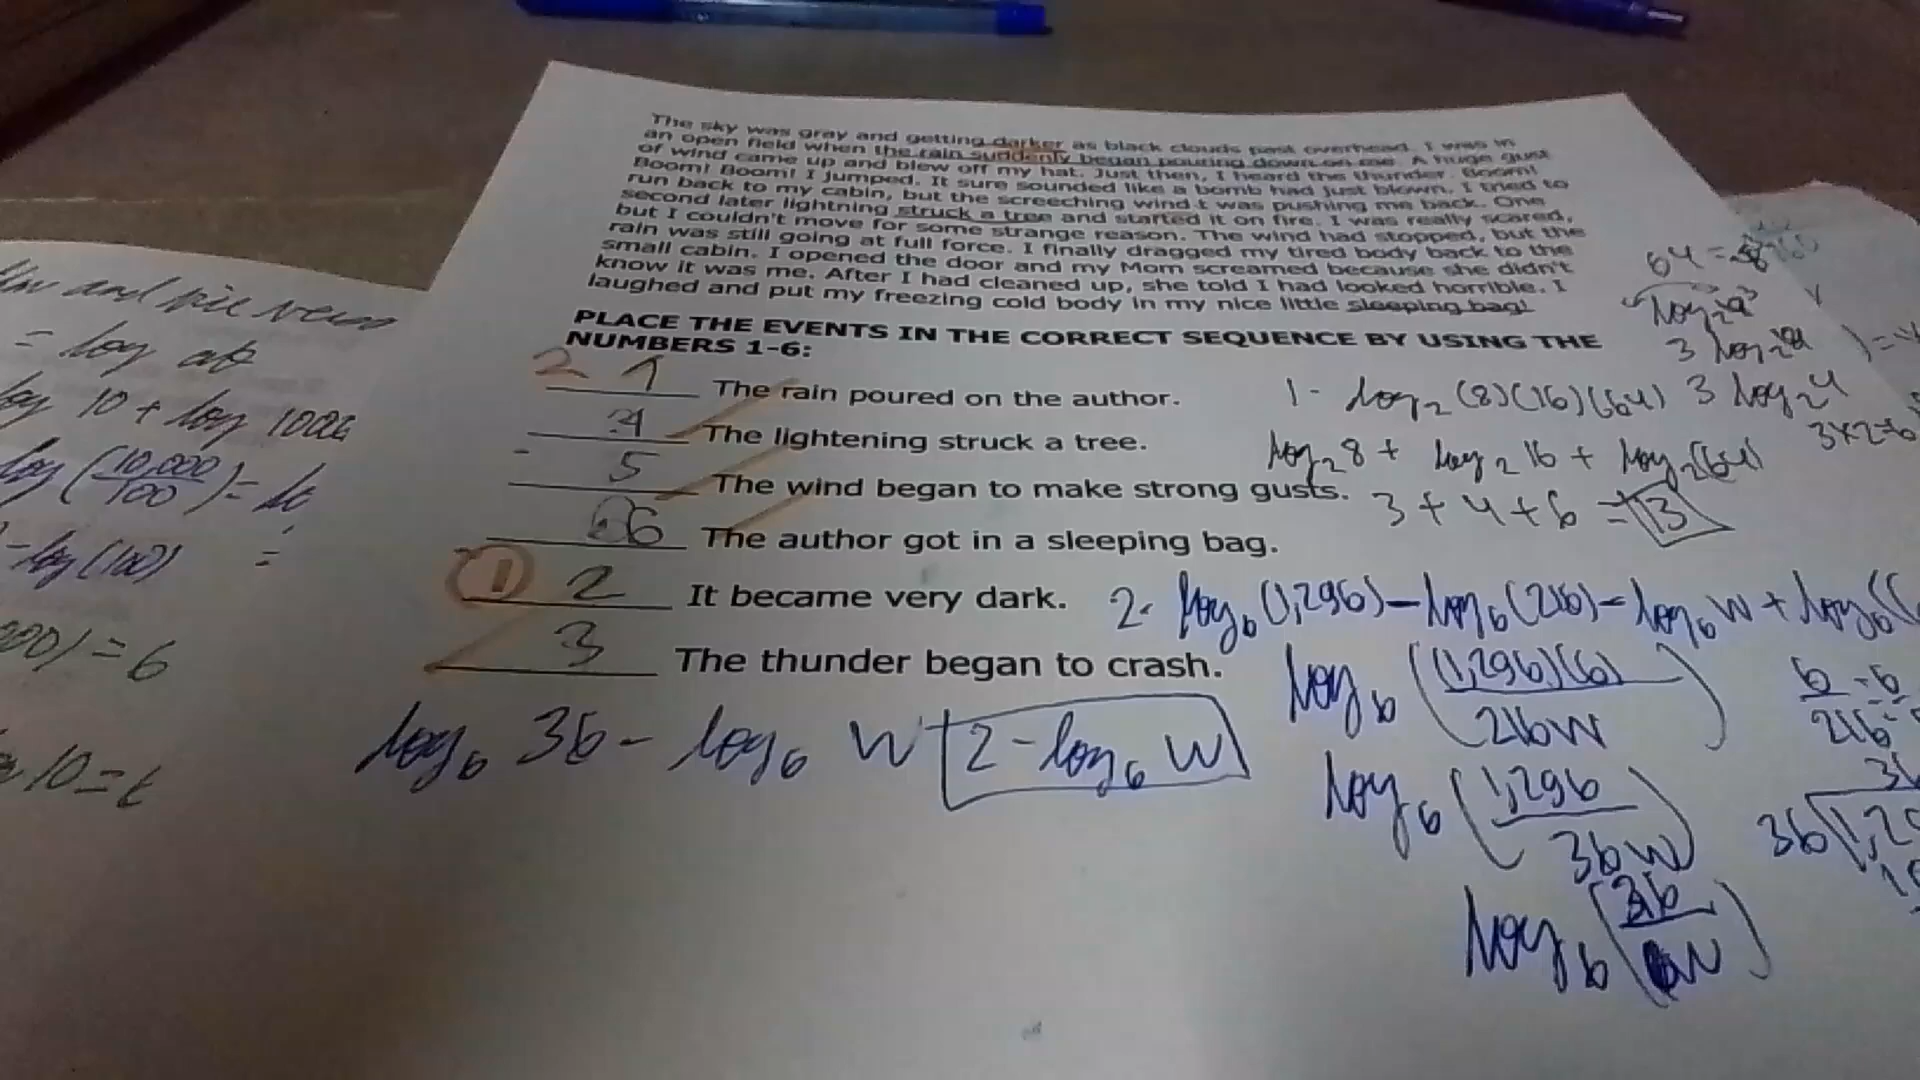 The sky was gray and getting darker as black clouds past overhead. I was in
an open field when the rain suddenly began pouring down on me. A huge gust
of wind came up and blew off my hat. Just then, I heard the thunder. Boom!
Boom! Boom! I jumped. It sure sounded like a bomb had just blown. I tried to
run back to my cabin, but the screeching wind t was pushing me back. One
second later lightning struck a tree and started it on fire. I was really scared,
but I couldn't move for some strange reason. The wind had stopped, but the
rain was still going at full force. I finally dragged my tired body back to the
small cabin. I opened the door and my Mom screamed because she didn't
know it was me. After I had cleaned up, she told I had looked horrible. I
laughed and put my freezing cold body in my nice little sleeping bag!
PLACE THE EVENTS IN THE CORRECT SEQUENCE BY USING THE
NUMBERS 1-6:
2 1 The rain poured on the author.
4 The lightening struck a tree.
5 The wind began to make strong gusts.
6 The author got in a sleeping bag.
1 2 It became very dark.
3 The thunder began to crash.
log₆ 36 - log₆ W
2 - log₆ W
64 =
3 log₂ 4
3x2=6
1- log₂ (8)(16)(64)
log₂ 8 + log₂ 16 + log₂ (64)
3 + 4 + 6 = 13
2- log₆ (1,296) - log₆ (216) - log₆ W + log₆ (6
log₆ ((1,296)(6) / 216W)
log₆ (1,296 / 36W)
log₆ (36 / W)
6
216
36
36 1,29
= log ab
log 10 + log 1000
log (10,000 / 100) =
- log (100) =
= 6
10 =